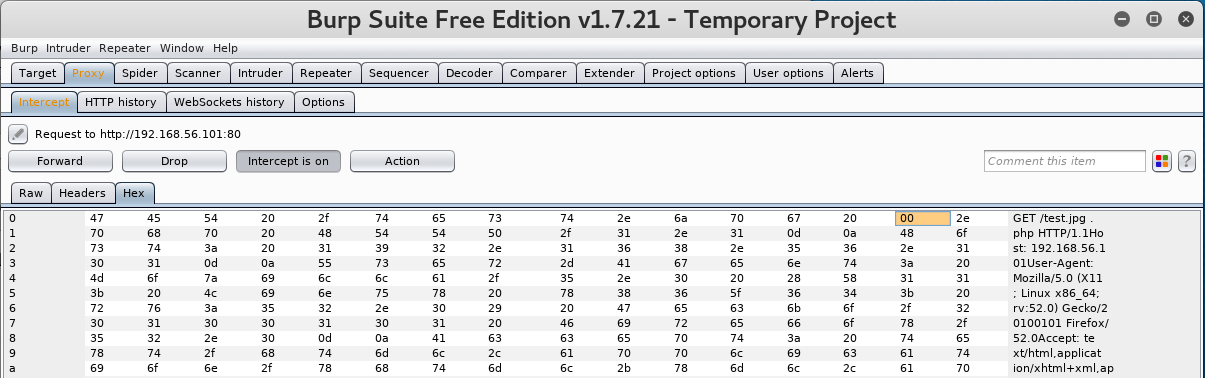 Burp Suite Free Edition v1.7.21 - Temporary Project
Burp Intruder Repeater Window Help
Target Proxy Spider Scanner Intruder Repeater Sequencer Decoder Comparer Extender Project options User options Alerts
Intercept HTTP history WebSockets history Options
Request to http://192.168.56.101:80
Forward Drop Intercept is on Action Comment this item ?
Raw Headers Hex
0 47 45 54 20 2f 74 65 73 74 2e 6a 70 67 20 00 2e GET /test.jpg .
1 70 68 70 20 48 54 54 50 2f 31 2e 31 0d 0a 48 6f php HTTP/1.1Ho
2 73 74 3a 20 31 39 32 2e 31 36 38 2e 35 36 2e 31 st: 192.168.56.1
3 30 31 0d 0a 55 73 65 72 2d 41 67 65 6e 74 3a 20 01User-Agent:
4 4d 6f 7a 69 6c 6c 61 2f 35 2e 30 20 28 58 31 31 Mozilla/5.0 (X11
5 3b 20 4c 69 6e 75 78 20 78 38 36 5f 36 34 3b 20 ; Linux x86_64;
6 72 76 3a 35 32 2e 30 29 20 47 65 63 6b 6f 2f 32 rv:52.0) Gecko/2
7 30 31 30 30 31 30 31 20 46 69 72 65 66 6f 78 2f 0100101 Firefox/
8 35 32 2e 30 0d 0a 41 63 63 65 70 74 3a 20 74 65 52.0Accept: te
9 78 74 2f 68 74 6d 6c 2c 61 70 70 6c 69 63 61 74 xt/html,applicat
a 69 6f 6e 2f 78 68 74 6d 6c 2b 78 6d 6c 2c 61 70 ion/xhtml+xml,ap